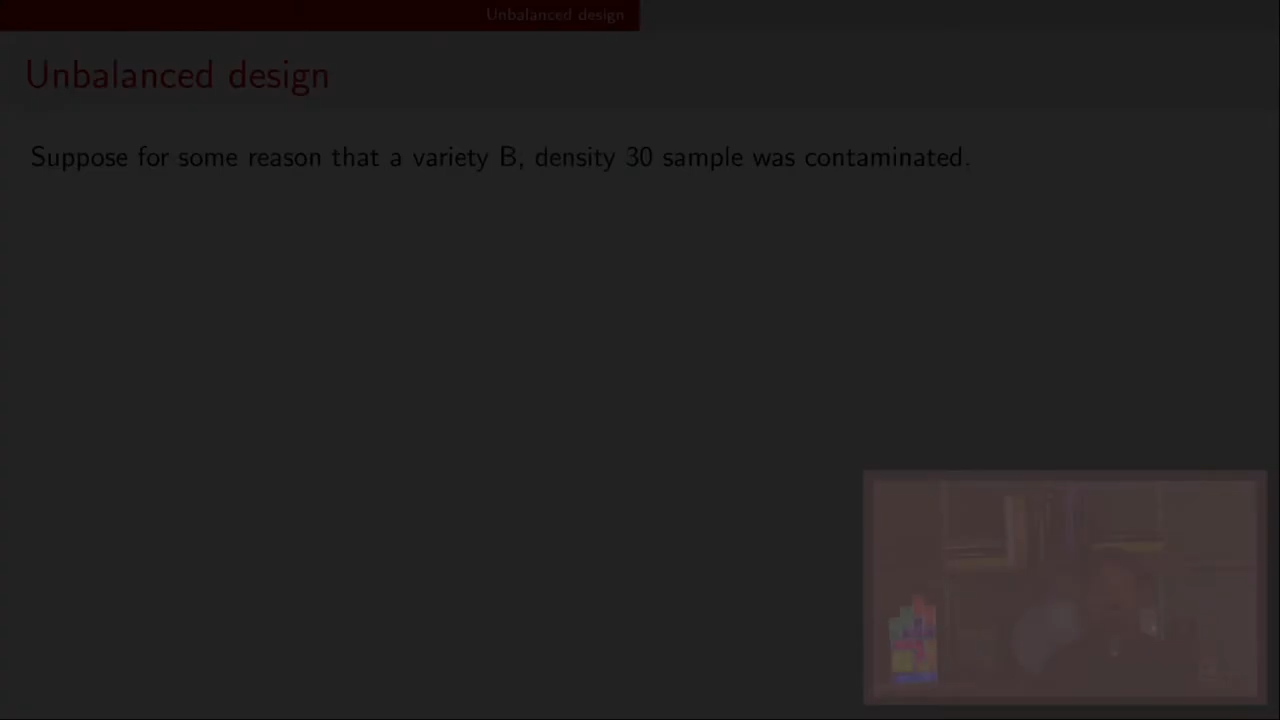 Unbalanced design
Unbalanced design
Suppose for some reason that a variety B, density 30 sample was contaminated.